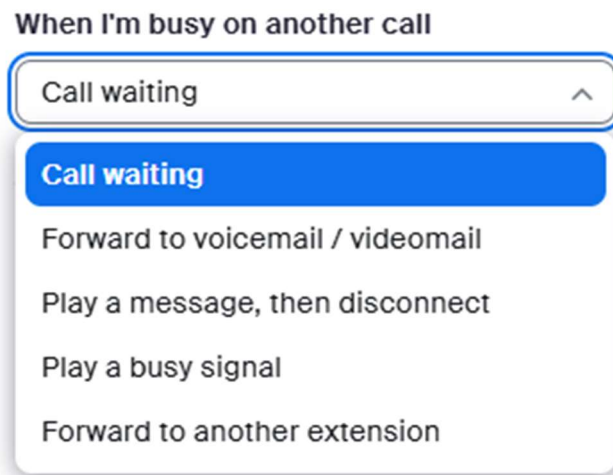 When I'm busy on another call
Call waiting
Call waiting
Forward to voicemail / videomail
Play a message, then disconnect
Play a busy signal
Forward to another extension